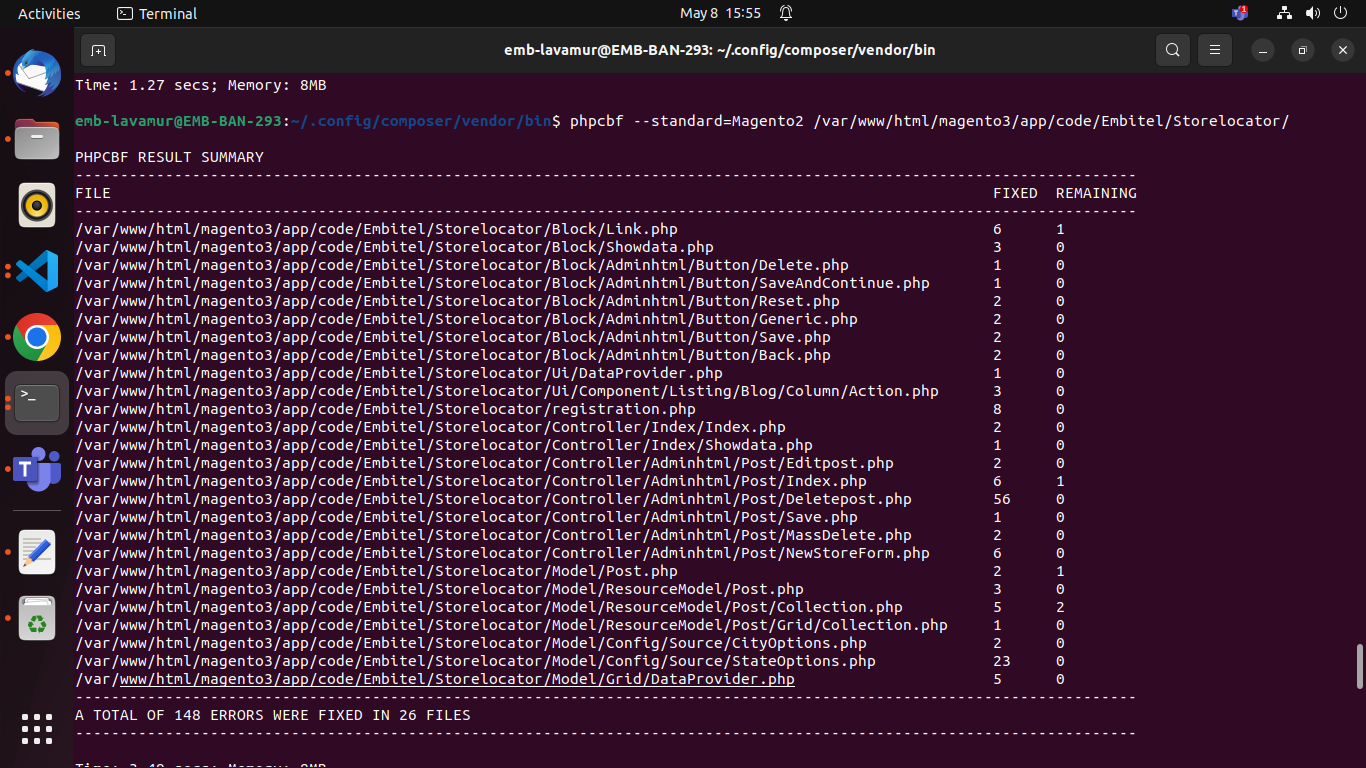 Activities Terminal May 8 15:55 1
emb-lavamur@EMB-BAN-293: ~/.config/composer/vendor/bin
Time: 1.27 secs; Memory: 8MB
emb-lavamur@EMB-BAN-293:~/.config/composer/vendor/bin$ phpcbf --standard=Magento2 /var/www/html/magento3/app/code/Embitel/Storelocator/
PHPCBF RESULT SUMMARY
----------------------------------------------------------------------------------------------------------------------
FILE FIXED REMAINING
----------------------------------------------------------------------------------------------------------------------
/var/www/html/magento3/app/code/Embitel/Storelocator/Block/Link.php 6 1
/var/www/html/magento3/app/code/Embitel/Storelocator/Block/Showdata.php 3 0
/var/www/html/magento3/app/code/Embitel/Storelocator/Block/Adminhtml/Button/Delete.php 1 0
/var/www/html/magento3/app/code/Embitel/Storelocator/Block/Adminhtml/Button/SaveAndContinue.php 1 0
/var/www/html/magento3/app/code/Embitel/Storelocator/Block/Adminhtml/Button/Reset.php 2 0
/var/www/html/magento3/app/code/Embitel/Storelocator/Block/Adminhtml/Button/Generic.php 2 0
/var/www/html/magento3/app/code/Embitel/Storelocator/Block/Adminhtml/Button/Save.php 2 0
/var/www/html/magento3/app/code/Embitel/Storelocator/Block/Adminhtml/Button/Back.php 2 0
/var/www/html/magento3/app/code/Embitel/Storelocator/Ui/DataProvider.php 1 0
/var/www/html/magento3/app/code/Embitel/Storelocator/Ui/Component/Listing/Blog/Column/Action.php 3 0
/var/www/html/magento3/app/code/Embitel/Storelocator/registration.php 8 0
/var/www/html/magento3/app/code/Embitel/Storelocator/Controller/Index/Index.php 2 0
/var/www/html/magento3/app/code/Embitel/Storelocator/Controller/Index/Showdata.php 1 0
/var/www/html/magento3/app/code/Embitel/Storelocator/Controller/Adminhtml/Post/Editpost.php 2 0
/var/www/html/magento3/app/code/Embitel/Storelocator/Controller/Adminhtml/Post/Index.php 6 1
/var/www/html/magento3/app/code/Embitel/Storelocator/Controller/Adminhtml/Post/Deletepost.php 56 0
/var/www/html/magento3/app/code/Embitel/Storelocator/Controller/Adminhtml/Post/Save.php 1 0
/var/www/html/magento3/app/code/Embitel/Storelocator/Controller/Adminhtml/Post/MassDelete.php 2 0
/var/www/html/magento3/app/code/Embitel/Storelocator/Controller/Adminhtml/Post/NewStoreForm.php 6 0
/var/www/html/magento3/app/code/Embitel/Storelocator/Model/Post.php 2 1
/var/www/html/magento3/app/code/Embitel/Storelocator/Model/ResourceModel/Post.php 3 0
/var/www/html/magento3/app/code/Embitel/Storelocator/Model/ResourceModel/Post/Collection.php 5 2
/var/www/html/magento3/app/code/Embitel/Storelocator/Model/ResourceModel/Post/Grid/Collection.php 1 0
/var/www/html/magento3/app/code/Embitel/Storelocator/Model/Config/Source/CityOptions.php 2 0
/var/www/html/magento3/app/code/Embitel/Storelocator/Model/Config/Source/StateOptions.php 23 0
/var/www/html/magento3/app/code/Embitel/Storelocator/Model/Grid/DataProvider.php 5 0
----------------------------------------------------------------------------------------------------------------------
A TOTAL OF 148 ERRORS WERE FIXED IN 26 FILES
----------------------------------------------------------------------------------------------------------------------